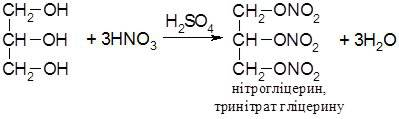 CH₂–OH
CH–OH + 3HNO₃
CH₂–OH
H₂SO₄
CH₂–ONO₂
CH–ONO₂ + 3H₂O
CH₂–ONO₂
нітрогліцерин,
тринітрат гліцерину